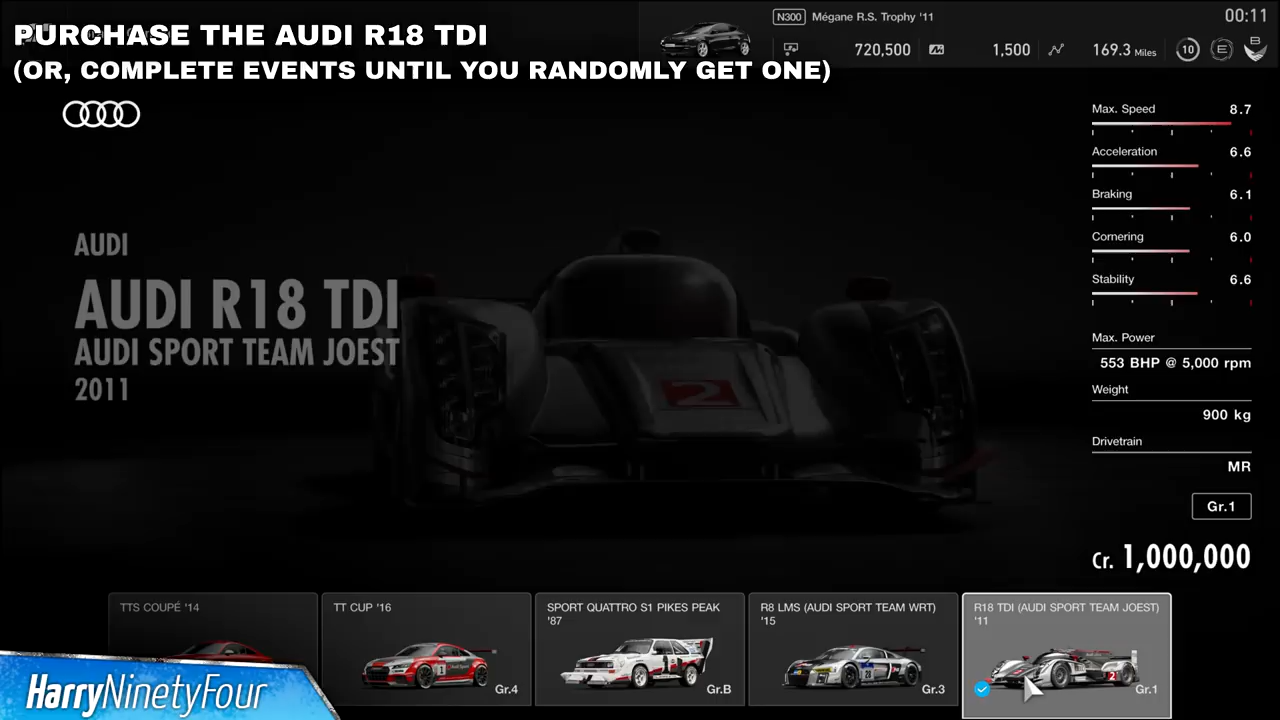 PURCHASE THE AUDI R18 TDI
(OR, COMPLETE EVENTS UNTIL YOU RANDOMLY GET ONE)
N300 Mégane R.S. Trophy '11
00:11
720,500
1,500
169.3 Miles
10
E
B
Max. Speed 8.7
Acceleration 6.6
Braking 6.1
Cornering 6.0
Stability 6.6
Max. Power
553 BHP @ 5,000 rpm
Weight
900 kg
Drivetrain
MR
Gr.1
Cr. 1,000,000
AUDI
AUDI R18 TDI
AUDI SPORT TEAM JOEST
2011
2
TTS COUPÉ '14
TT CUP '16
Gr.4
SPORT QUATTRO S1 PIKES PEAK
'87
Gr.B
R8 LMS (AUDI SPORT TEAM WRT)
'15
Gr.3
R18 TDI (AUDI SPORT TEAM JOEST)
'11
Gr.1
HarryNinetyFour